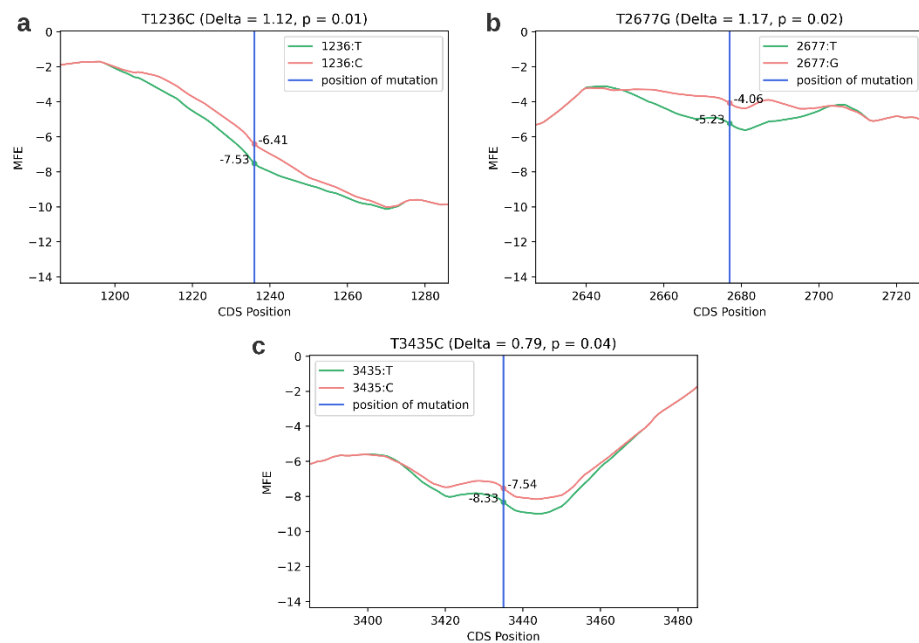 a
T1236C (Delta = 1.12, p = 0.01)
0
−2
−4
−6
−8
−10
−12
−14
MFE
1236:T
1236:C
position of mutation
-6.41
-7.53
1200
1220
1240
1260
1280
CDS Position
b
T2677G (Delta = 1.17, p = 0.02)
0
−2
−4
−6
−8
−10
−12
−14
MFE
2677:T
2677:G
position of mutation
-4.06
-5.23
2640
2660
2680
2700
2720
CDS Position
c
T3435C (Delta = 0.79, p = 0.04)
0
−2
−4
−6
−8
−10
−12
−14
MFE
3435:T
3435:C
position of mutation
-7.54
-8.33
3400
3420
3440
3460
3480
CDS Position